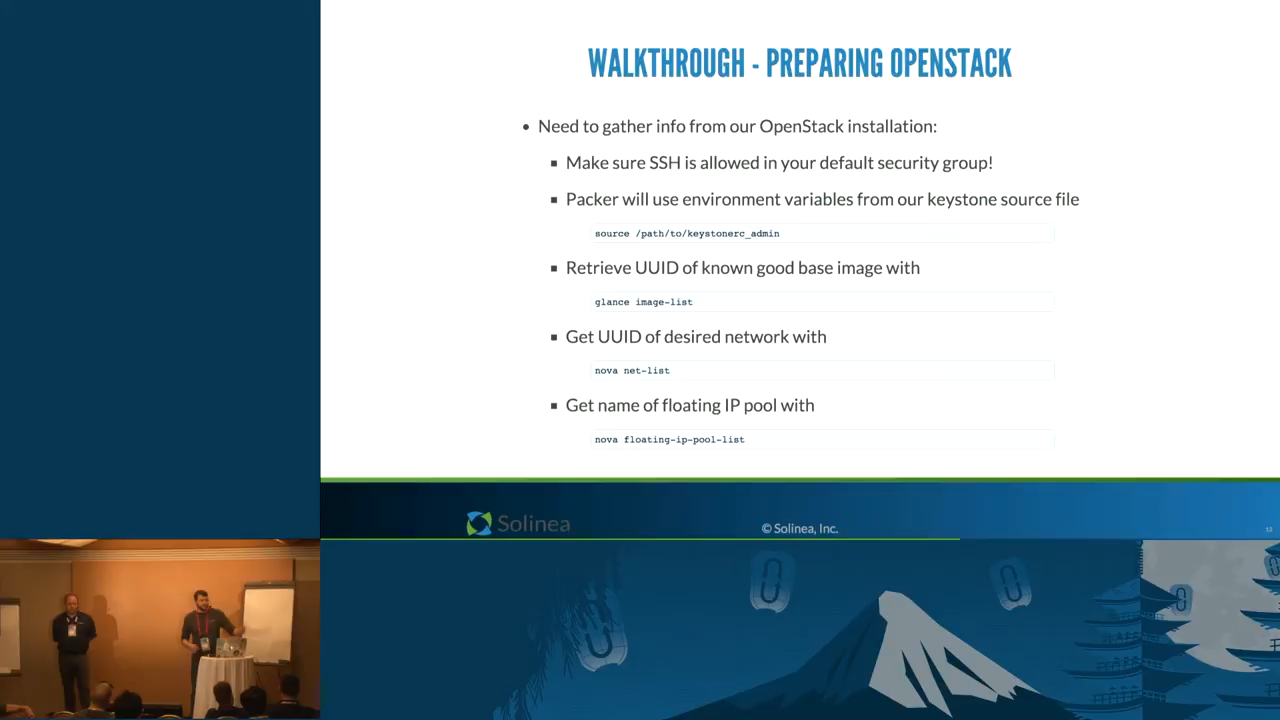 WALKTHROUGH - PREPARING OPENSTACK
• Need to gather info from our OpenStack installation:
▪ Make sure SSH is allowed in your default security group!
▪ Packer will use environment variables from our keystone source file
source /path/to/keystonerc_admin
▪ Retrieve UUID of known good base image with
glance image-list
▪ Get UUID of desired network with
nova net-list
▪ Get name of floating IP pool with
nova floating-ip-pool-list
Solinea
© Solinea, Inc.